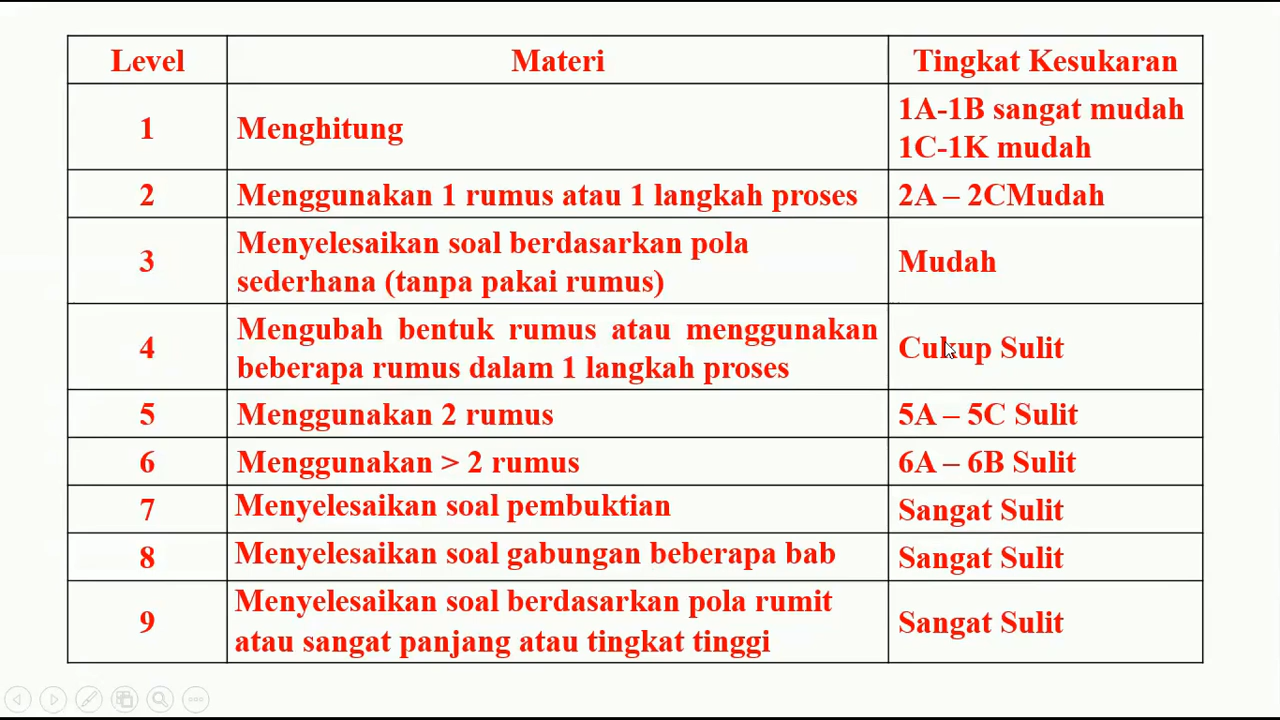 Level Materi Tingkat Kesukaran
1 Menghitung 1A-1B sangat mudah
1C-1K mudah
2 Menggunakan 1 rumus atau 1 langkah proses 2A – 2CMudah
3 Menyelesaikan soal berdasarkan pola
sederhana (tanpa pakai rumus) Mudah
4 Mengubah bentuk rumus atau menggunakan
beberapa rumus dalam 1 langkah proses Cukup Sulit
5 Menggunakan 2 rumus 5A – 5C Sulit
6 Menggunakan > 2 rumus 6A – 6B Sulit
7 Menyelesaikan soal pembuktian Sangat Sulit
8 Menyelesaikan soal gabungan beberapa bab Sangat Sulit
9 Menyelesaikan soal berdasarkan pola rumit
atau sangat panjang atau tingkat tinggi Sangat Sulit